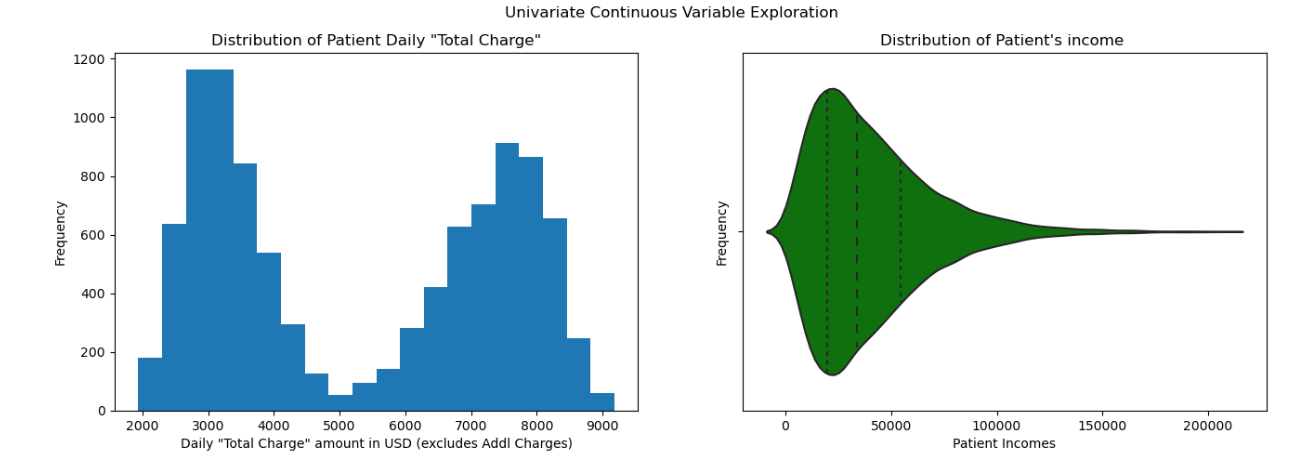 Univariate Continuous Variable Exploration
Distribution of Patient Daily "Total Charge"
1200
1000
800
600
400
200
0
Frequency
2000 3000 4000 5000 6000 7000 8000 9000
Daily "Total Charge" amount in USD (excludes Addl Charges)
Distribution of Patient's income
Frequency
0 50000 100000 150000 200000
Patient Incomes